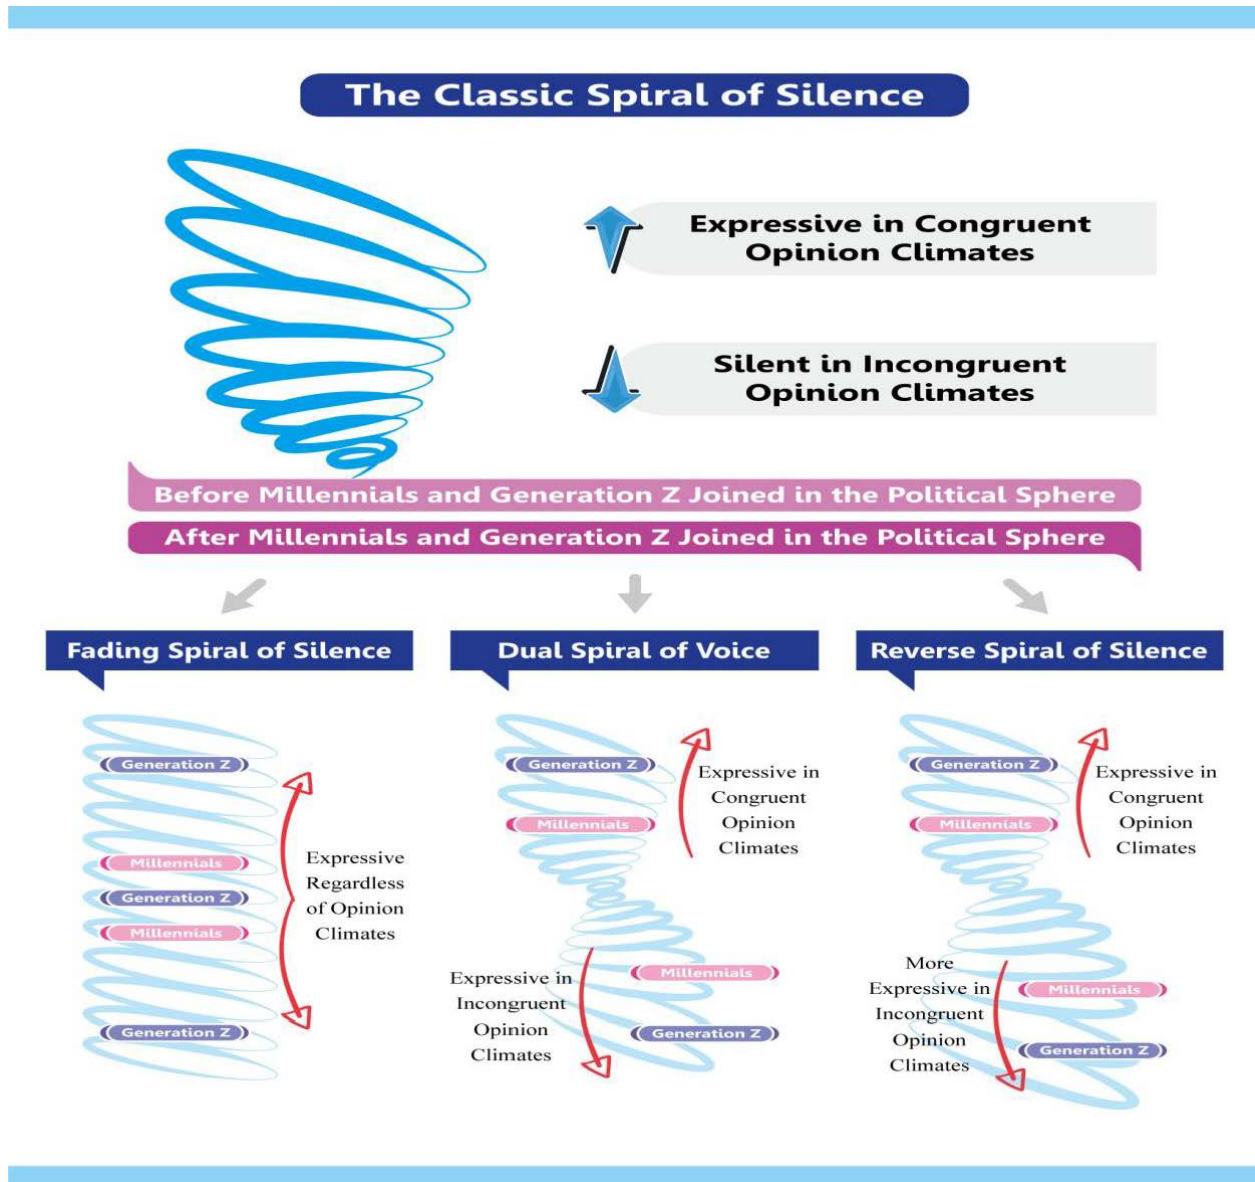 The Classic Spiral of Silence
Expressive in Congruent
Opinion Climates
Silent in Incongruent
Opinion Climates
Before Millennials and Generation Z Joined in the Political Sphere
After Millennials and Generation Z Joined in the Political Sphere
Fading Spiral of Silence
Generation Z
Millennials
Generation Z
Millennials
Generation Z
Expressive
Regardless
of Opinion
Climates
Dual Spiral of Voice
Generation Z
Millennials
Expressive in
Congruent
Opinion
Climates
Expressive in
Incongruent
Opinion
Climates
Millennials
Generation Z
Reverse Spiral of Silence
Generation Z
Millennials
Expressive in
Congruent
Opinion
Climates
More
Expressive in
Incongruent
Opinion
Climates
Millennials
Generation Z